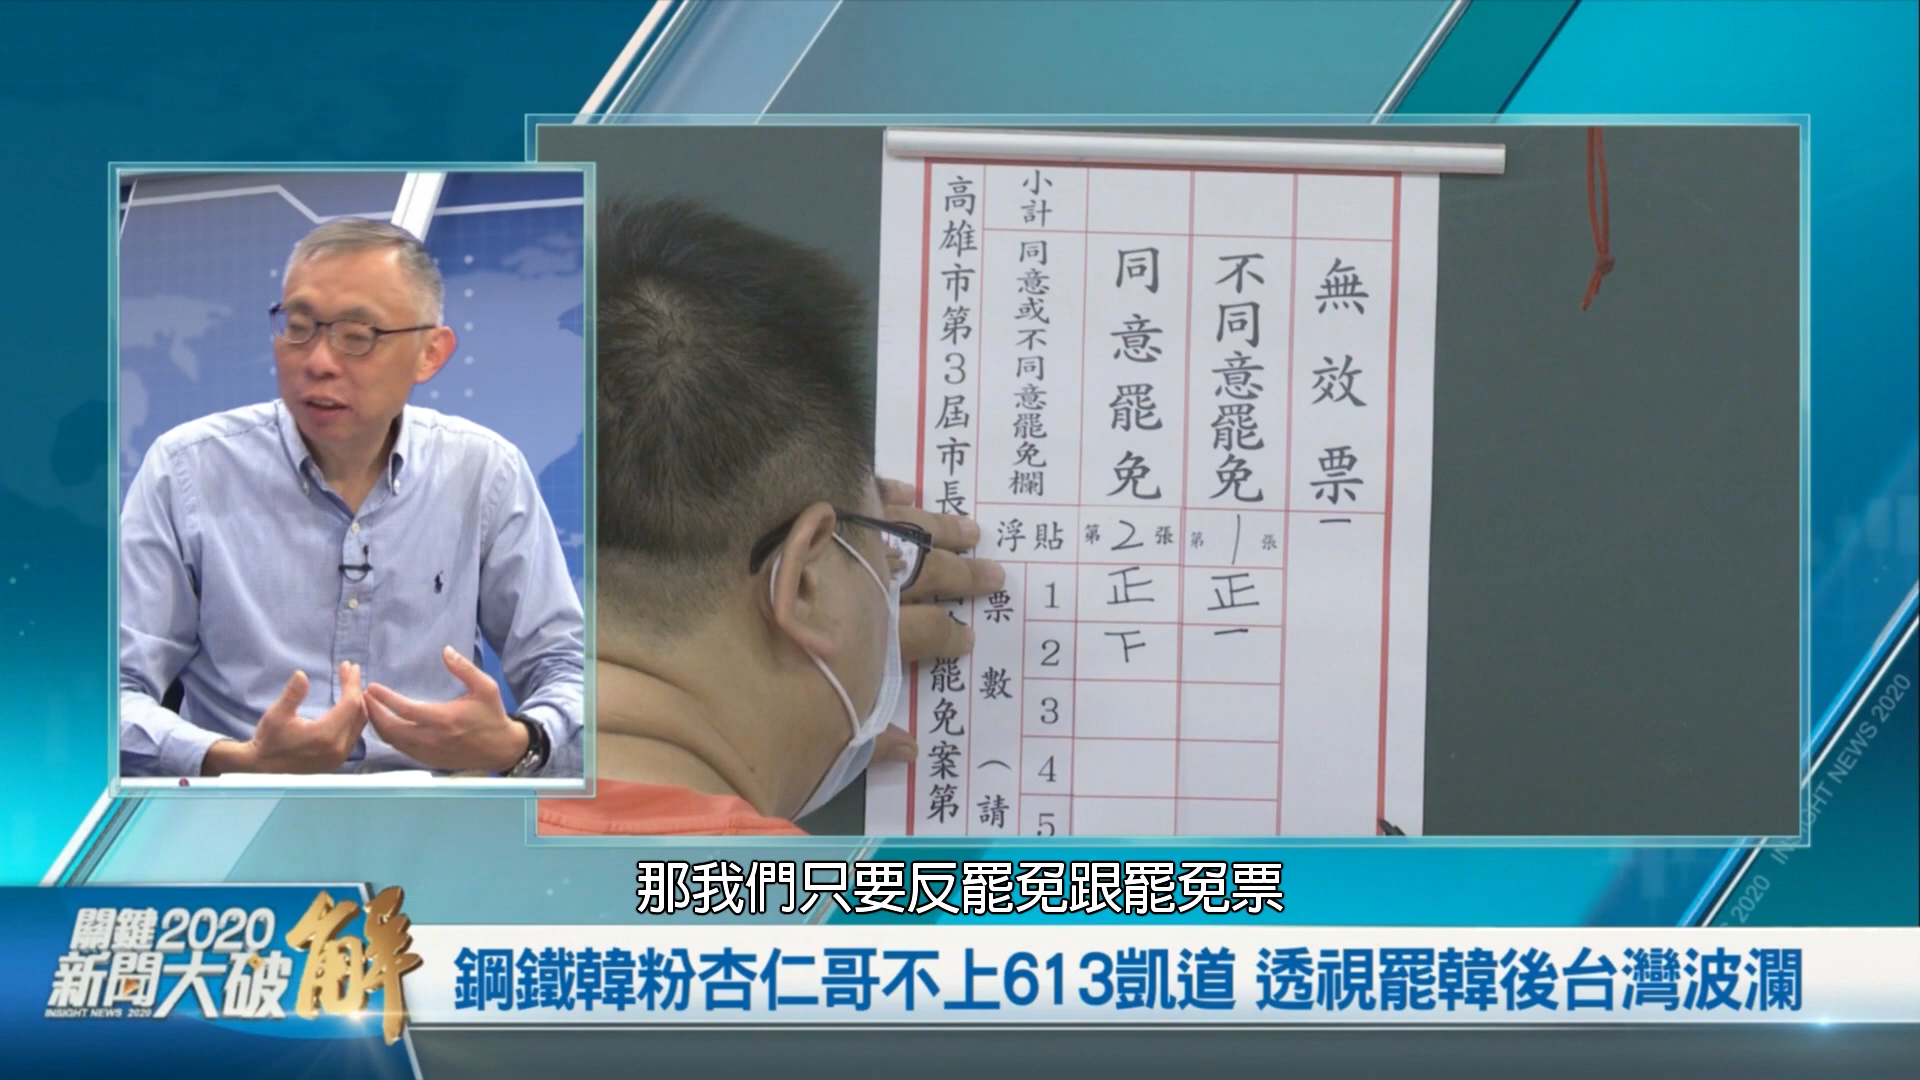 高雄市第3屆市長
罷免案第
小計
同意或不同意罷免欄
同意罷免
不同意罷免
無效票
浮貼
第2張
第1張
票數（請
1 正 正
2 下 一
3
4
5
那我們只要反罷免跟罷免票
關鍵2020
新聞大破解
INSIGHT NEWS 2020
鋼鐵韓粉杏仁哥不上613凱道 透視罷韓後台灣波瀾
INSIGHT NEWS 2020